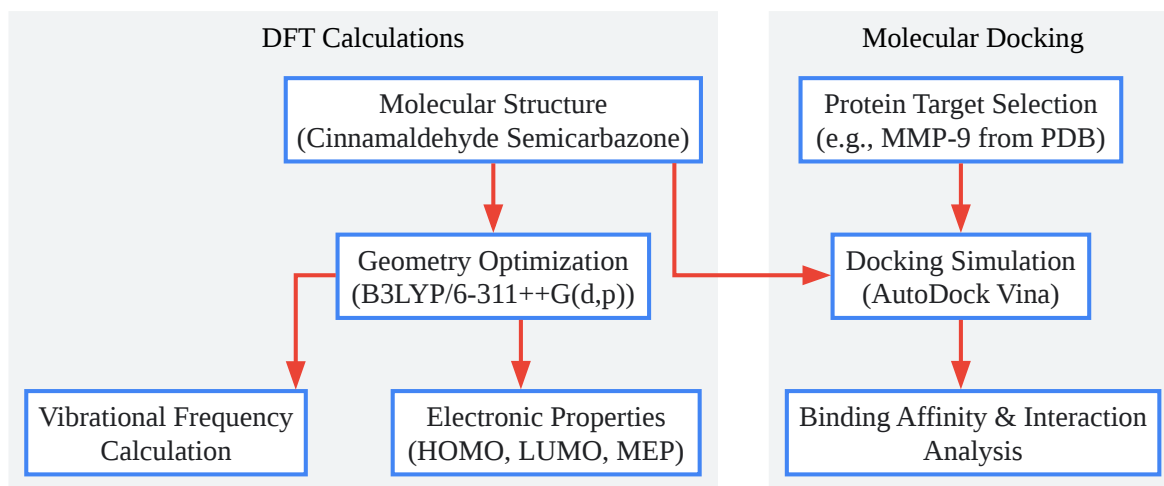 DFT Calculations
Molecular Structure
(Cinnamaldehyde Semicarbazone)
Geometry Optimization
(B3LYP/6-311++G(d,p))
Vibrational Frequency
Calculation
Electronic Properties
(HOMO, LUMO, MEP)
Molecular Docking
Protein Target Selection
(e.g., MMP-9 from PDB)
Docking Simulation
(AutoDock Vina)
Binding Affinity & Interaction
Analysis